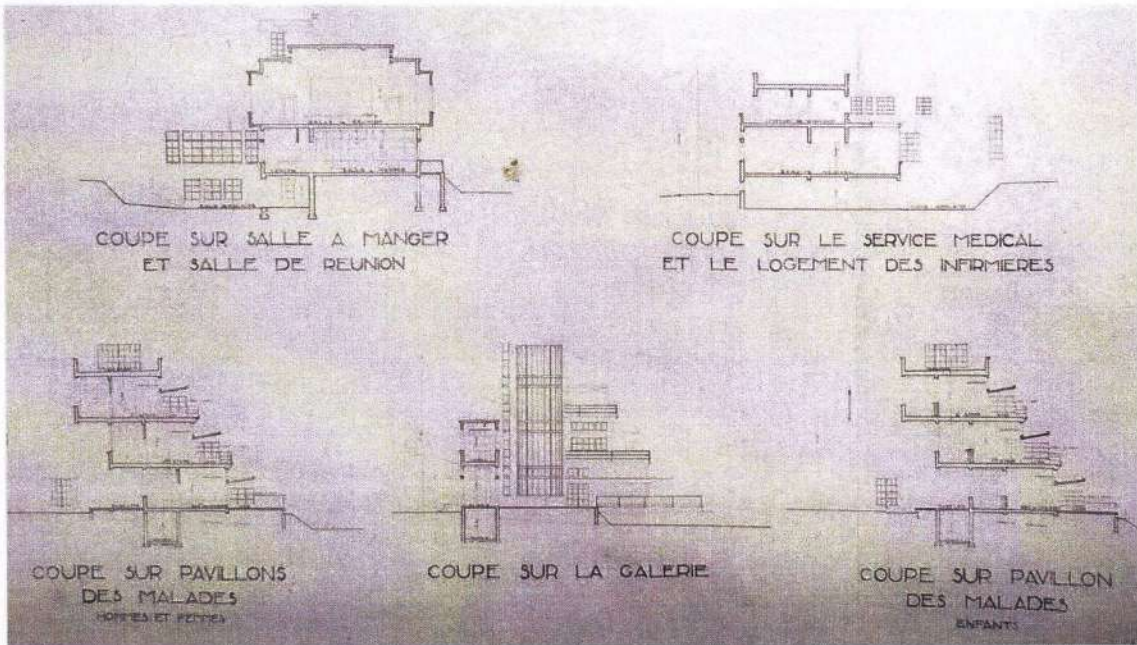 COUPE SUR SALLE A MANGER
ET SALLE DE REUNION
COUPE SUR LE SERVICE MEDICAL
ET LE LOGEMENT DES INFIRMIERES
COUPE SUR PAVILLONS
DES MALADES
HOMMES ET FEMMES
COUPE SUR LA GALERIE
COUPE SUR PAVILLON
DES MALADES
ENFANTS